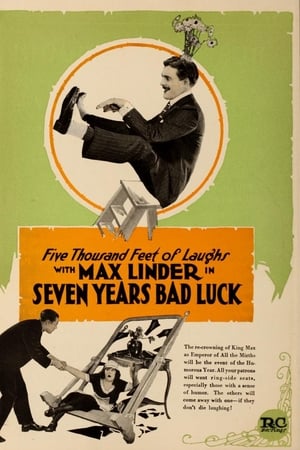 Five Thousand Feet of Laughs
WITH MAX LINDER IN
SEVEN YEARS BAD LUCK
The re-crowning of King Max
as Emperor of All the Mirths
will be the event of the Hu-
morous Year. All your patrons
will want ring-side seats,
especially those with a sense
of humor. The others will
come away with one—if they
don't die laughing!
R-C
PICTURES